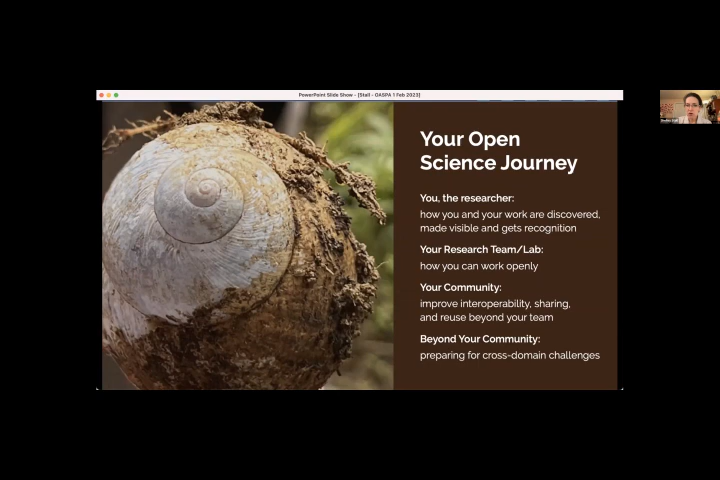 PowerPoint Slide Show - [Stall - OASPA 1 Feb 2023]
Your Open
Science Journey
You, the researcher:
how you and your work are discovered,
made visible and gets recognition
Your Research Team/Lab:
how you can work openly
Your Community:
improve interoperability, sharing,
and reuse beyond your team
Beyond Your Community:
preparing for cross-domain challenges